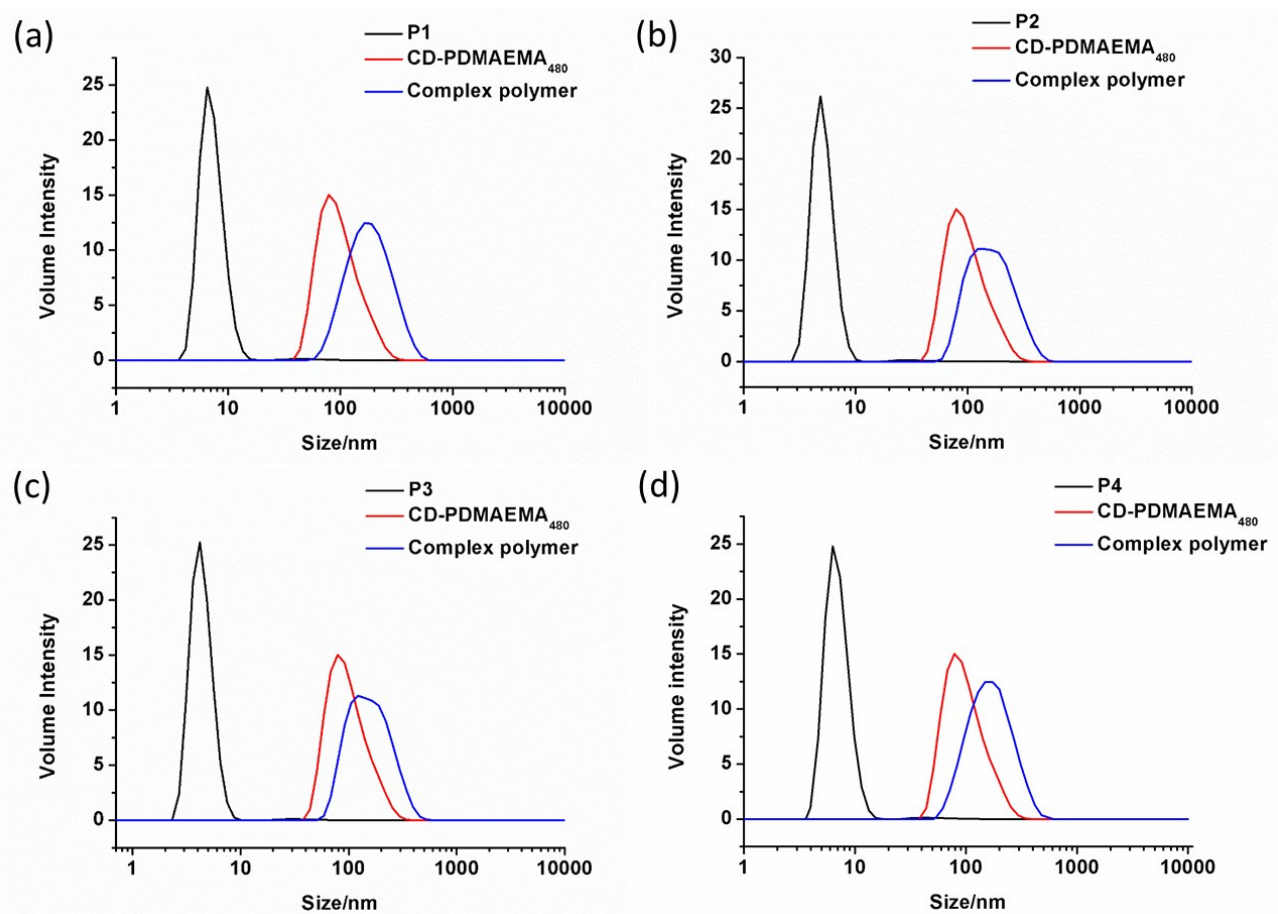 (a)
P1
CD-PDMAEMA480
Complex polymer
25
20
15
10
5
0
Volume Intensity
1 10 100 1000 10000
Size/nm
(b)
P2
CD-PDMAEMA480
Complex polymer
30
25
20
15
10
5
0
Volume Intensity
1 10 100 1000 10000
Size/nm
(c)
P3
CD-PDMAEMA480
Complex polymer
25
20
15
10
5
0
Volume Intensity
1 10 100 1000 10000
Size/nm
(d)
P4
CD-PDMAEMA480
Complex polymer
25
20
15
10
5
0
Volume intensity
1 10 100 1000 10000
Size/nm